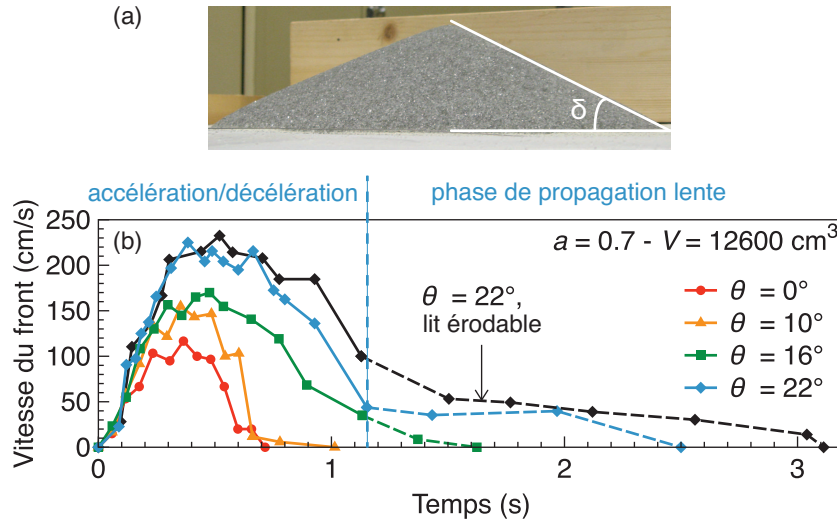 (a)
δ
accélération/décélération
phase de propagation lente
250
200
150
100
50
0
Vitesse du front (cm/s)
(b)
a = 0.7 - V = 12600 cm³
θ = 22°,
lit érodable
θ = 0°
θ = 10°
θ = 16°
θ = 22°
0
1
2
3
Temps (s)